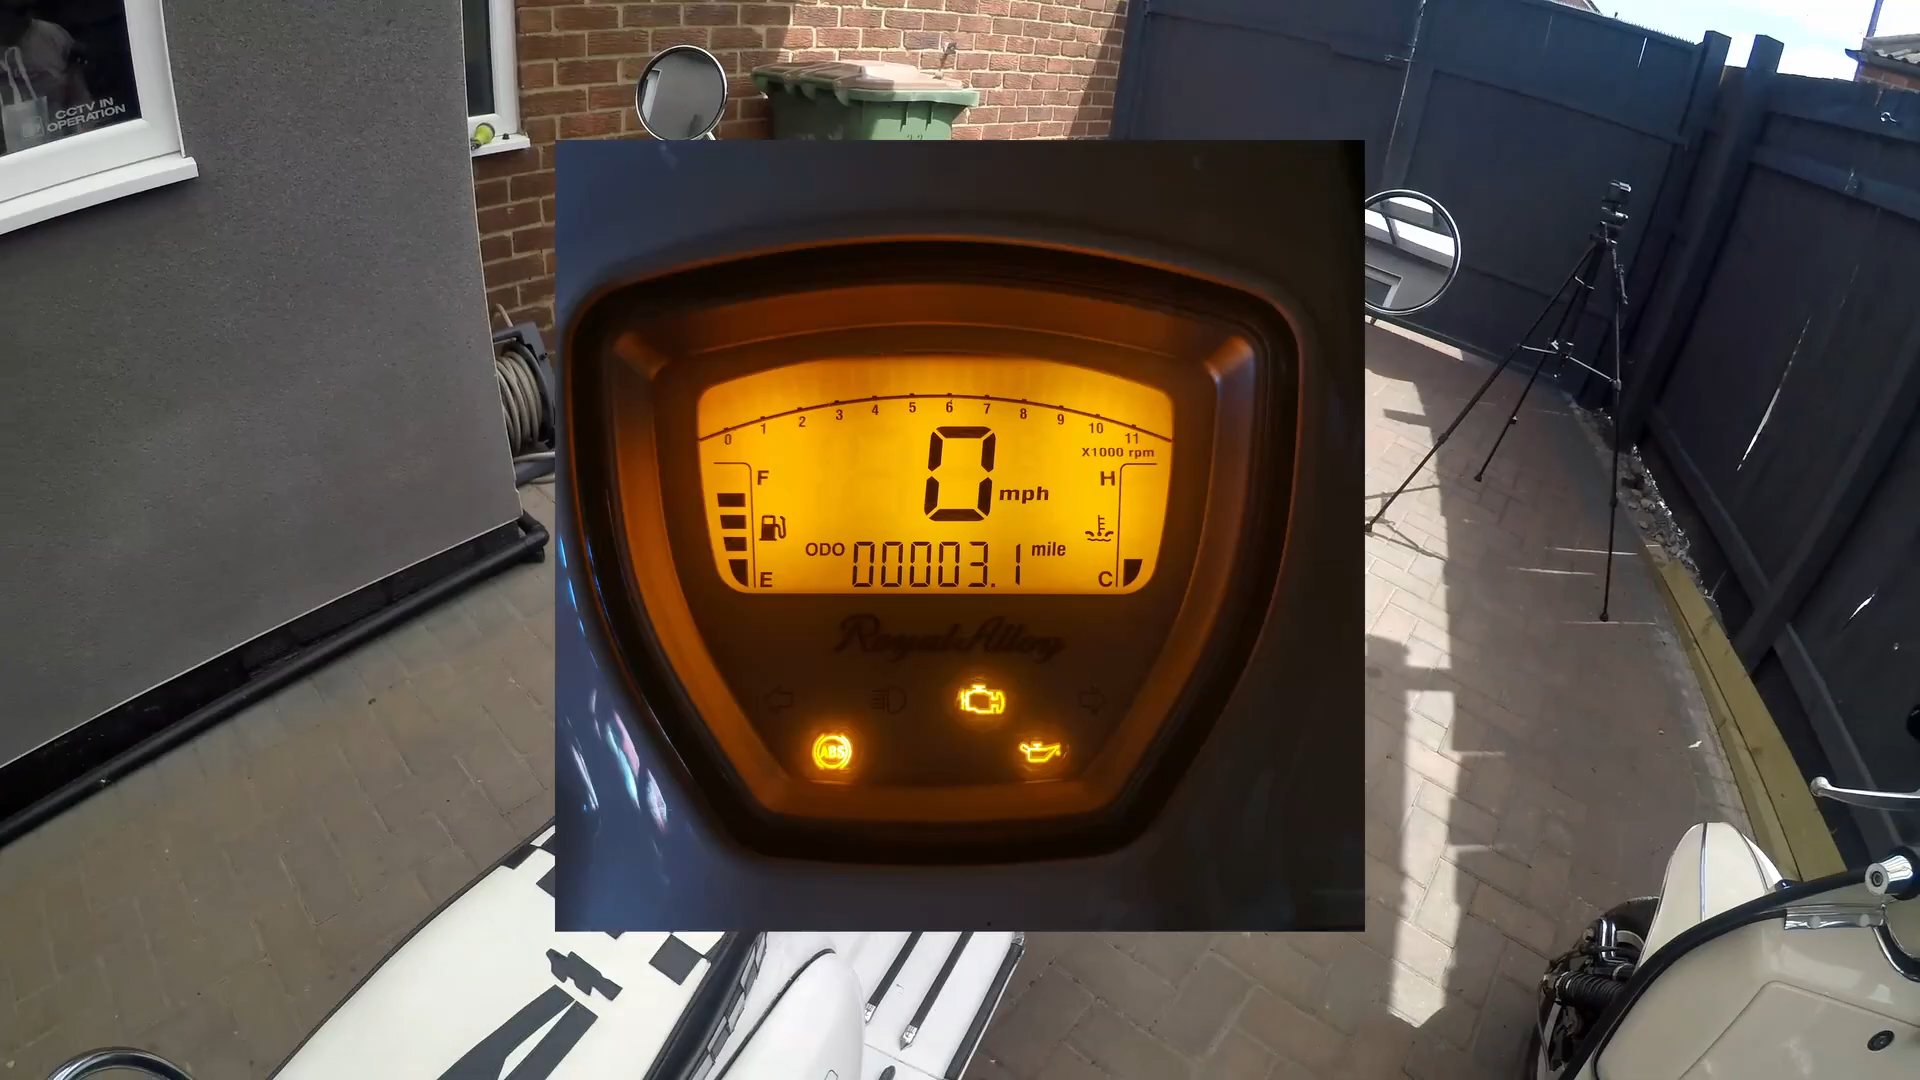 CCTV IN
OPERATION
0 1 2 3 4 5 6 7 8 9 10 11
X1000 rpm
F
H
0 mph
ODO 00003.1 mile
E
C
Royal Alloy
ABS